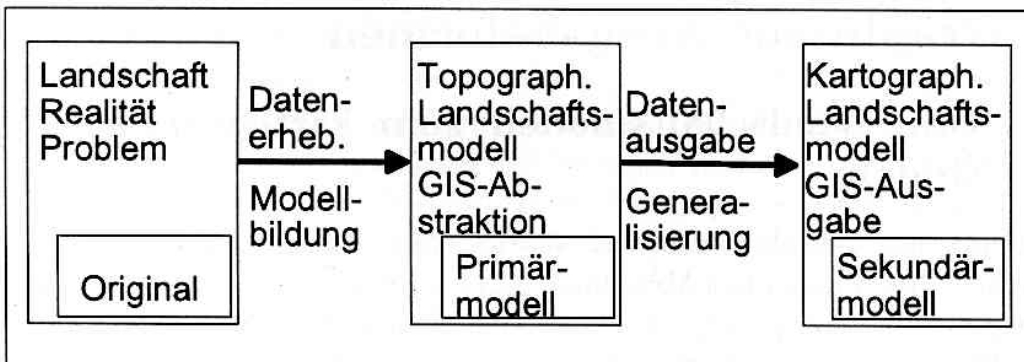 Landschaft
Realität
Problem
Original
Daten-
erheb.
Modell-
bildung
Topograph.
Landschafts-
modell
GIS-Ab-
straktion
Primär-
modell
Daten-
ausgabe
Genera-
lisierung
Kartograph.
Landschafts-
modell
GIS-Aus-
gabe
Sekundär-
modell